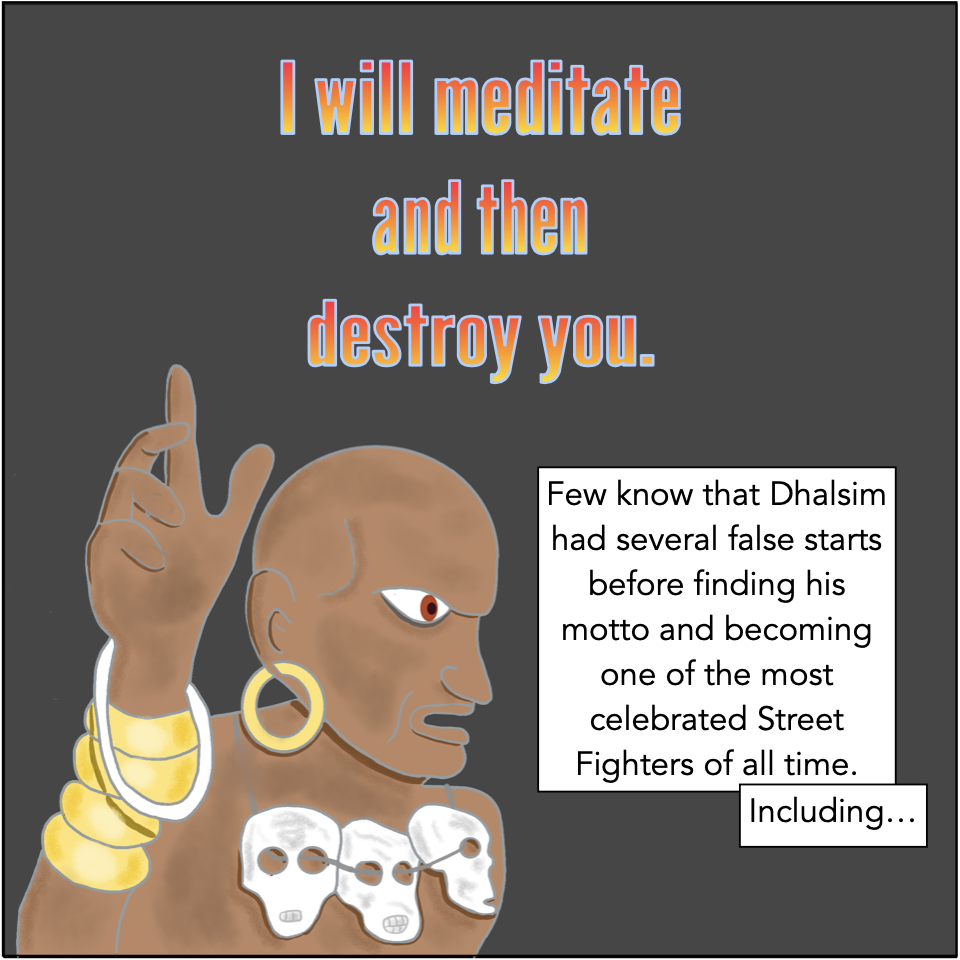 I will meditate
and then
destroy you.
Few know that Dhalsim
had several false starts
before finding his
motto and becoming
one of the most
celebrated Street
Fighters of all time.
Including...